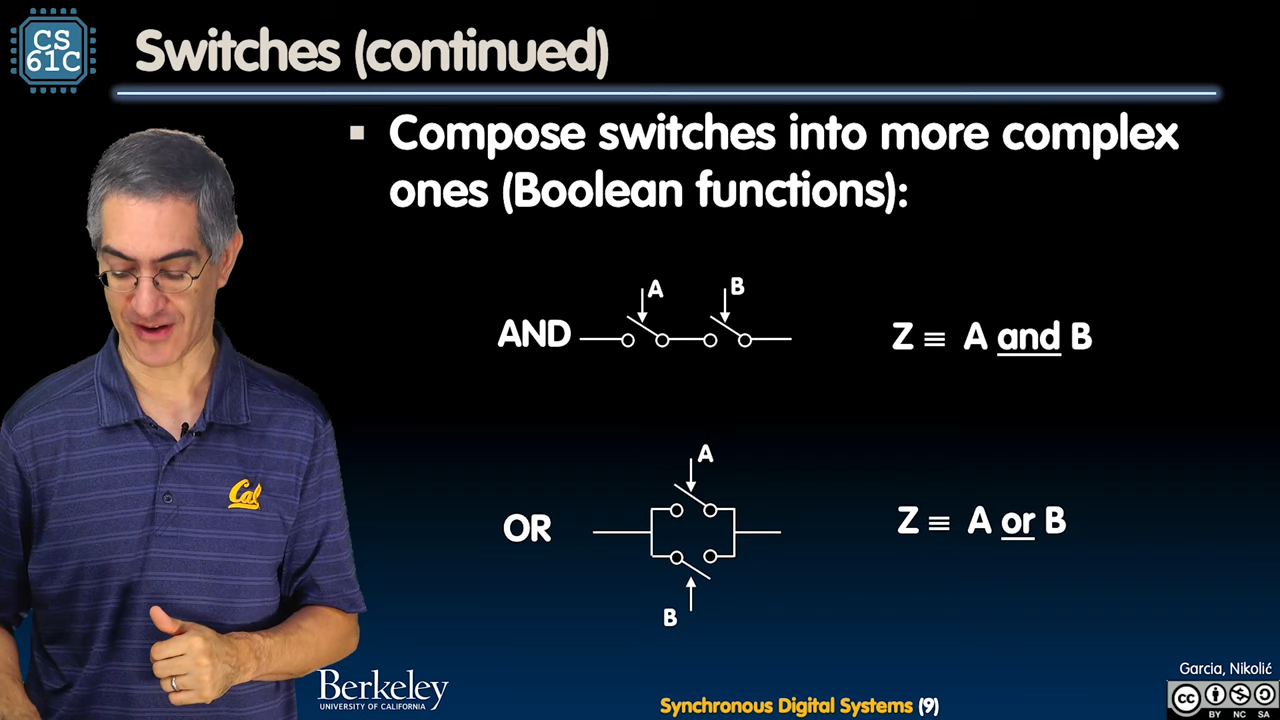 CS
61C
Switches (continued)
▪ Compose switches into more complex
ones (Boolean functions):
A
B
AND
Z ≡ A and B
A
OR
Z ≡ A or B
B
Cal
Berkeley
UNIVERSITY OF CALIFORNIA
Synchronous Digital Systems (9)
Garcia, Nikolić
cc
BY NC SA